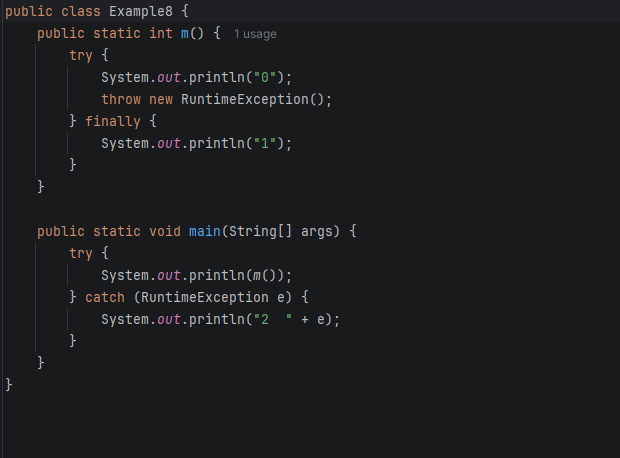 public class Example8 {
    public static int m() {  1 usage
        try {
            System.out.println("0");
            throw new RuntimeException();
        } finally {
            System.out.println("1");
        }
    }

    public static void main(String[] args) {
        try {
            System.out.println(m());
        } catch (RuntimeException e) {
            System.out.println("2  " + e);
        }
    }
}